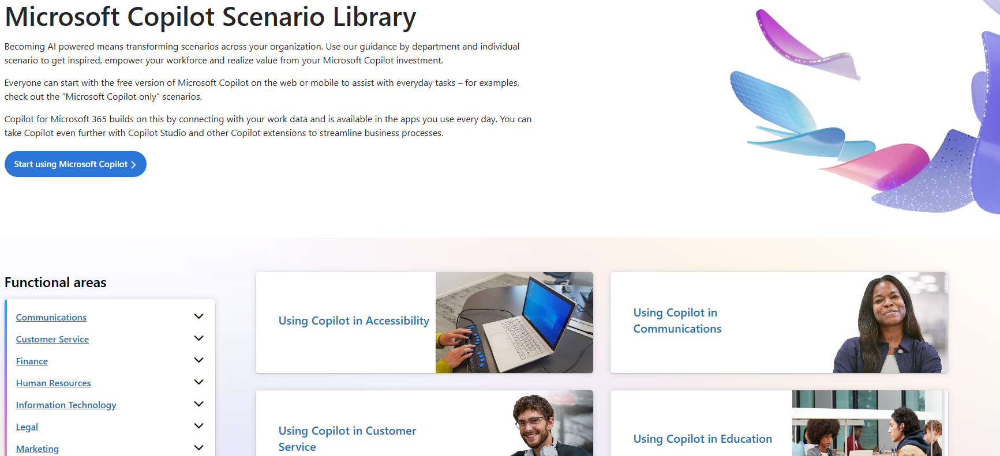 Microsoft Copilot Scenario Library
Becoming AI powered means transforming scenarios across your organization. Use our guidance by department and individual
scenario to get inspired, empower your workforce and realize value from your Microsoft Copilot investment.
Everyone can start with the free version of Microsoft Copilot on the web or mobile to assist with everyday tasks – for examples,
check out the “Microsoft Copilot only” scenarios.
Copilot for Microsoft 365 builds on this by connecting with your work data and is available in the apps you use every day. You can
take Copilot even further with Copilot Studio and other Copilot extensions to streamline business processes.
Start using Microsoft Copilot
Functional areas
Communications
Customer Service
Finance
Human Resources
Information Technology
Legal
Marketing
Using Copilot in Accessibility
Using Copilot in
Communications
Using Copilot in Customer
Service
Using Copilot in Education